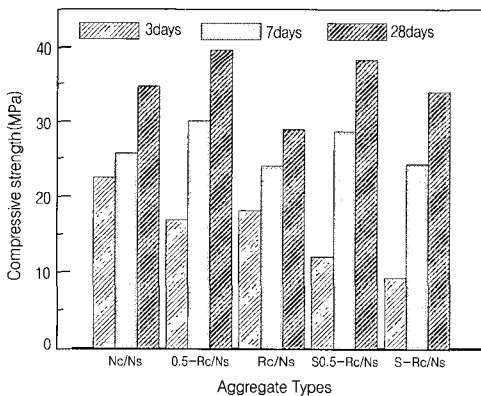 3days 7days 28days
Compressive strength(MPa)
40
30
20
10
0
Nc/Ns 0.5-Rc/Ns Rc/Ns S0.5-Rc/Ns S-Rc/Ns
Aggregate Types